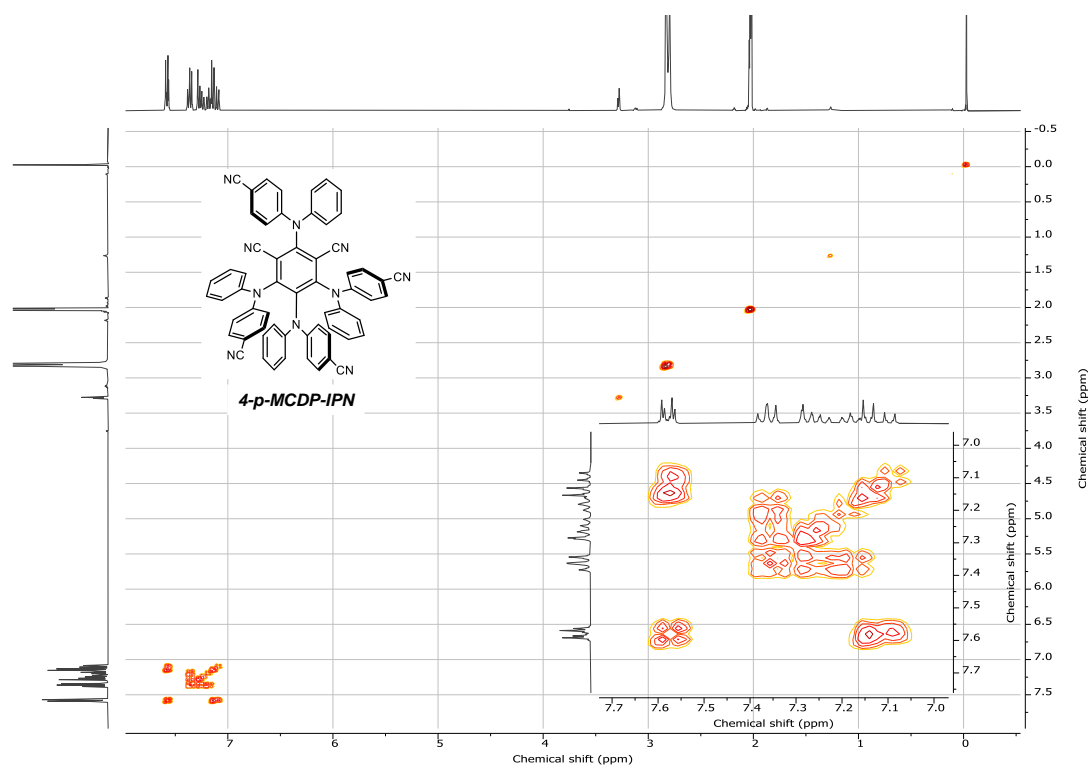 -0.5
0.0
0.5
1.0
1.5
2.0
2.5
3.0
3.5
4.0
4.5
5.0
5.5
6.0
6.5
7.0
7.5
Chemical shift (ppm)
NC
N
NC
CN
CN
N
N
N
NC
CN
4-p-MCDP-IPN
7.0
7.1
7.2
7.3
7.4
7.5
7.6
7.7
Chemical shift (ppm)
7.7 7.6 7.5 7.4 7.3 7.2 7.1 7.0
Chemical shift (ppm)
7 6 5 4 3 2 1 0
Chemical shift (ppm)